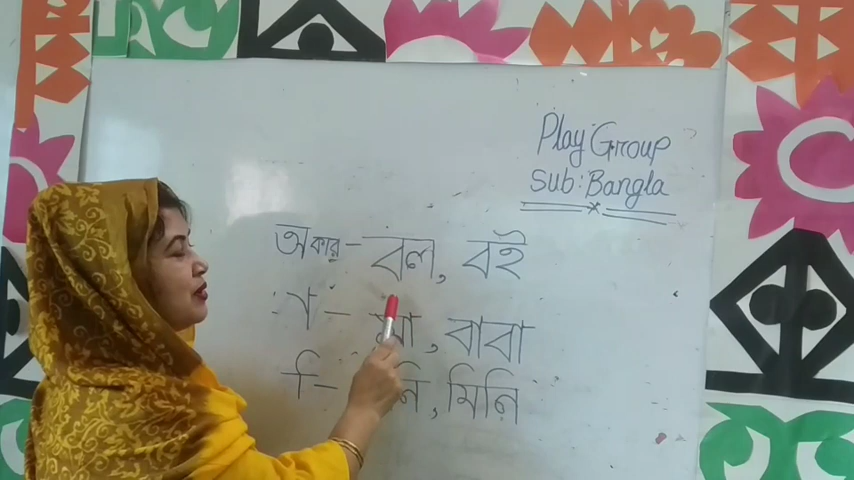 Play Group
Sub: Bangla
অকার - বল, বই
া - মা, বাবা
ি - মিনি